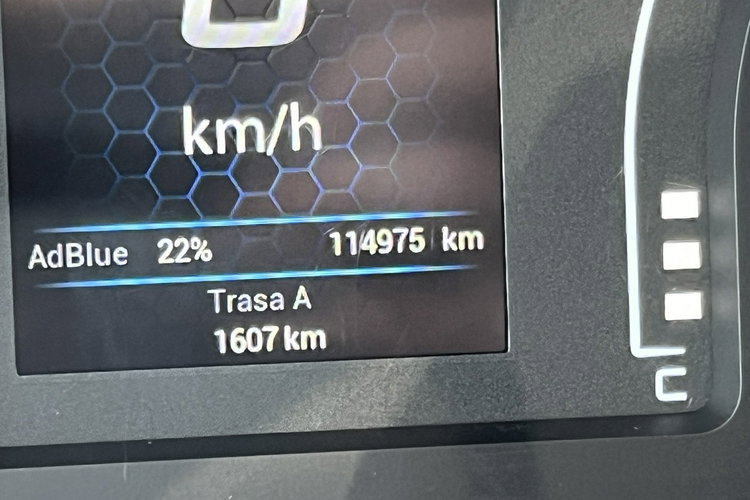 km/h
AdBlue 22% 114975 km
Trasa A
1607 km
C